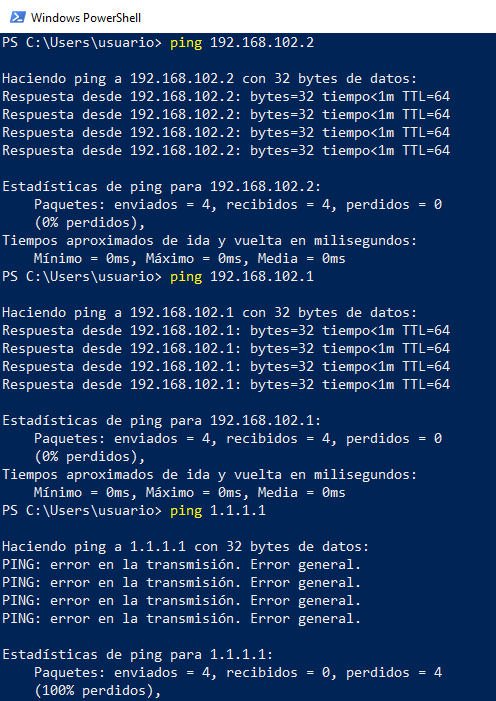 Windows PowerShell
PS C:\Users\usuario> ping 192.168.102.2
Haciendo ping a 192.168.102.2 con 32 bytes de datos:
Respuesta desde 192.168.102.2: bytes=32 tiempo<1m TTL=64
Respuesta desde 192.168.102.2: bytes=32 tiempo<1m TTL=64
Respuesta desde 192.168.102.2: bytes=32 tiempo<1m TTL=64
Respuesta desde 192.168.102.2: bytes=32 tiempo<1m TTL=64
Estadísticas de ping para 192.168.102.2:
Paquetes: enviados = 4, recibidos = 4, perdidos = 0
(0% perdidos),
Tiempos aproximados de ida y vuelta en milisegundos:
Mínimo = 0ms, Máximo = 0ms, Media = 0ms
PS C:\Users\usuario> ping 192.168.102.1
Haciendo ping a 192.168.102.1 con 32 bytes de datos:
Respuesta desde 192.168.102.1: bytes=32 tiempo<1m TTL=64
Respuesta desde 192.168.102.1: bytes=32 tiempo<1m TTL=64
Respuesta desde 192.168.102.1: bytes=32 tiempo<1m TTL=64
Respuesta desde 192.168.102.1: bytes=32 tiempo<1m TTL=64
Estadísticas de ping para 192.168.102.1:
Paquetes: enviados = 4, recibidos = 4, perdidos = 0
(0% perdidos),
Tiempos aproximados de ida y vuelta en milisegundos:
Mínimo = 0ms, Máximo = 0ms, Media = 0ms
PS C:\Users\usuario> ping 1.1.1.1
Haciendo ping a 1.1.1.1 con 32 bytes de datos:
PING: error en la transmisión. Error general.
PING: error en la transmisión. Error general.
PING: error en la transmisión. Error general.
PING: error en la transmisión. Error general.
Estadísticas de ping para 1.1.1.1:
Paquetes: enviados = 4, recibidos = 0, perdidos = 4
(100% perdidos),